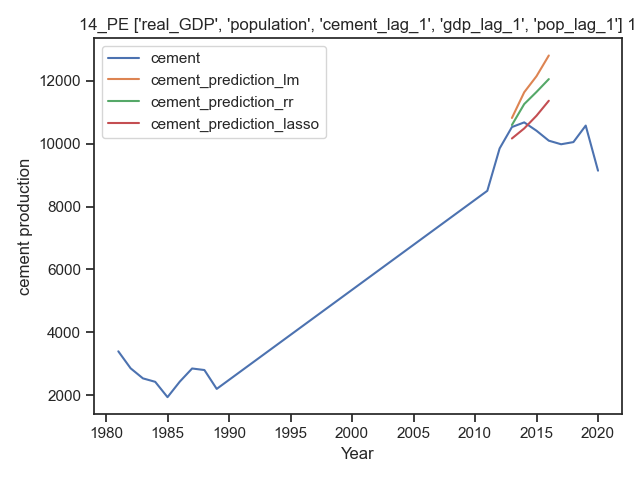 14_PE ['real_GDP', 'population', 'cement_lag_1', 'gdp_lag_1', 'pop_lag_1'] 1
cement
cement_prediction_lm
cement_prediction_rr
cement_prediction_lasso
12000
10000
8000
6000
4000
2000
cement production
1980 1985 1990 1995 2000 2005 2010 2015 2020
Year